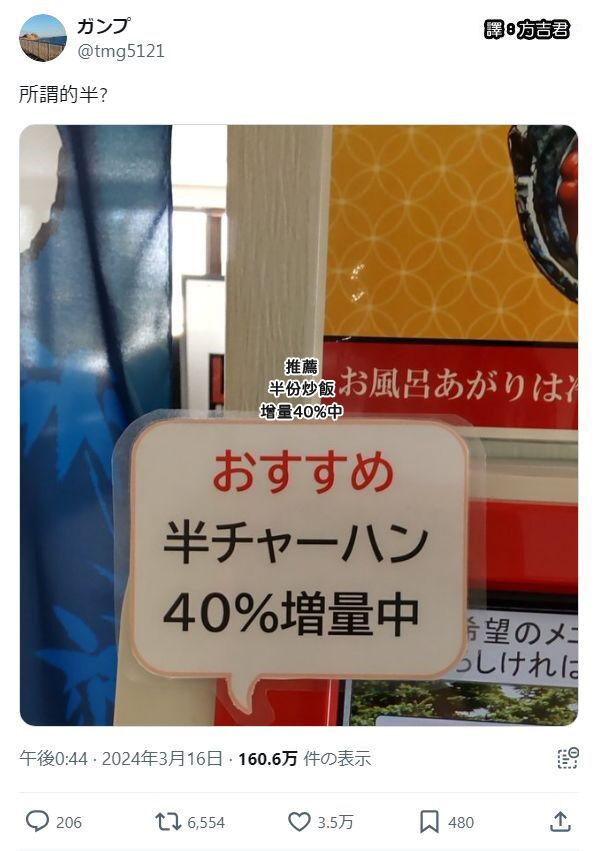 ガンプ
@tmg5121
譯:方吉君
所謂的半?
推薦
半份炒飯
增量40%中
お風呂あがりは
おすすめ
半チャーハン
40%増量中
希望のメニ
しければ
午後0:44 · 2024年3月16日 · 160.6万 件の表示
206
6,554
3.5万
480